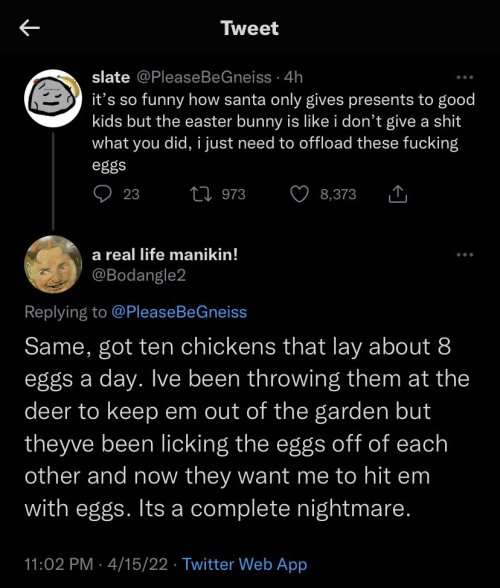 Tweet
slate @PleaseBeGneiss · 4h
it's so funny how santa only gives presents to good
kids but the easter bunny is like i don't give a shit
what you did, i just need to offload these fucking
eggs
23 973 8,373
a real life manikin!
@Bodangle2
Replying to @PleaseBeGneiss
Same, got ten chickens that lay about 8
eggs a day. Ive been throwing them at the
deer to keep em out of the garden but
theyve been licking the eggs off of each
other and now they want me to hit em
with eggs. Its a complete nightmare.
11:02 PM · 4/15/22 · Twitter Web App